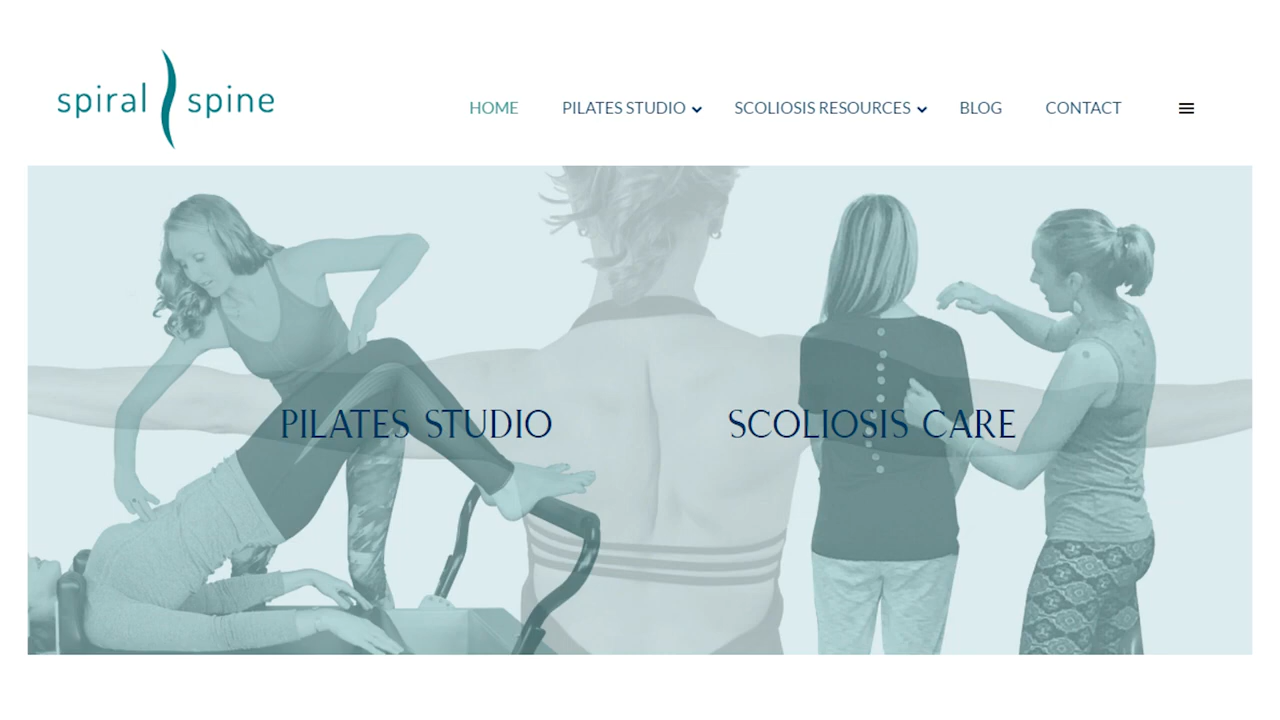 spiral spine
HOME PILATES STUDIO SCOLIOSIS RESOURCES BLOG CONTACT
PILATES STUDIO SCOLIOSIS CARE